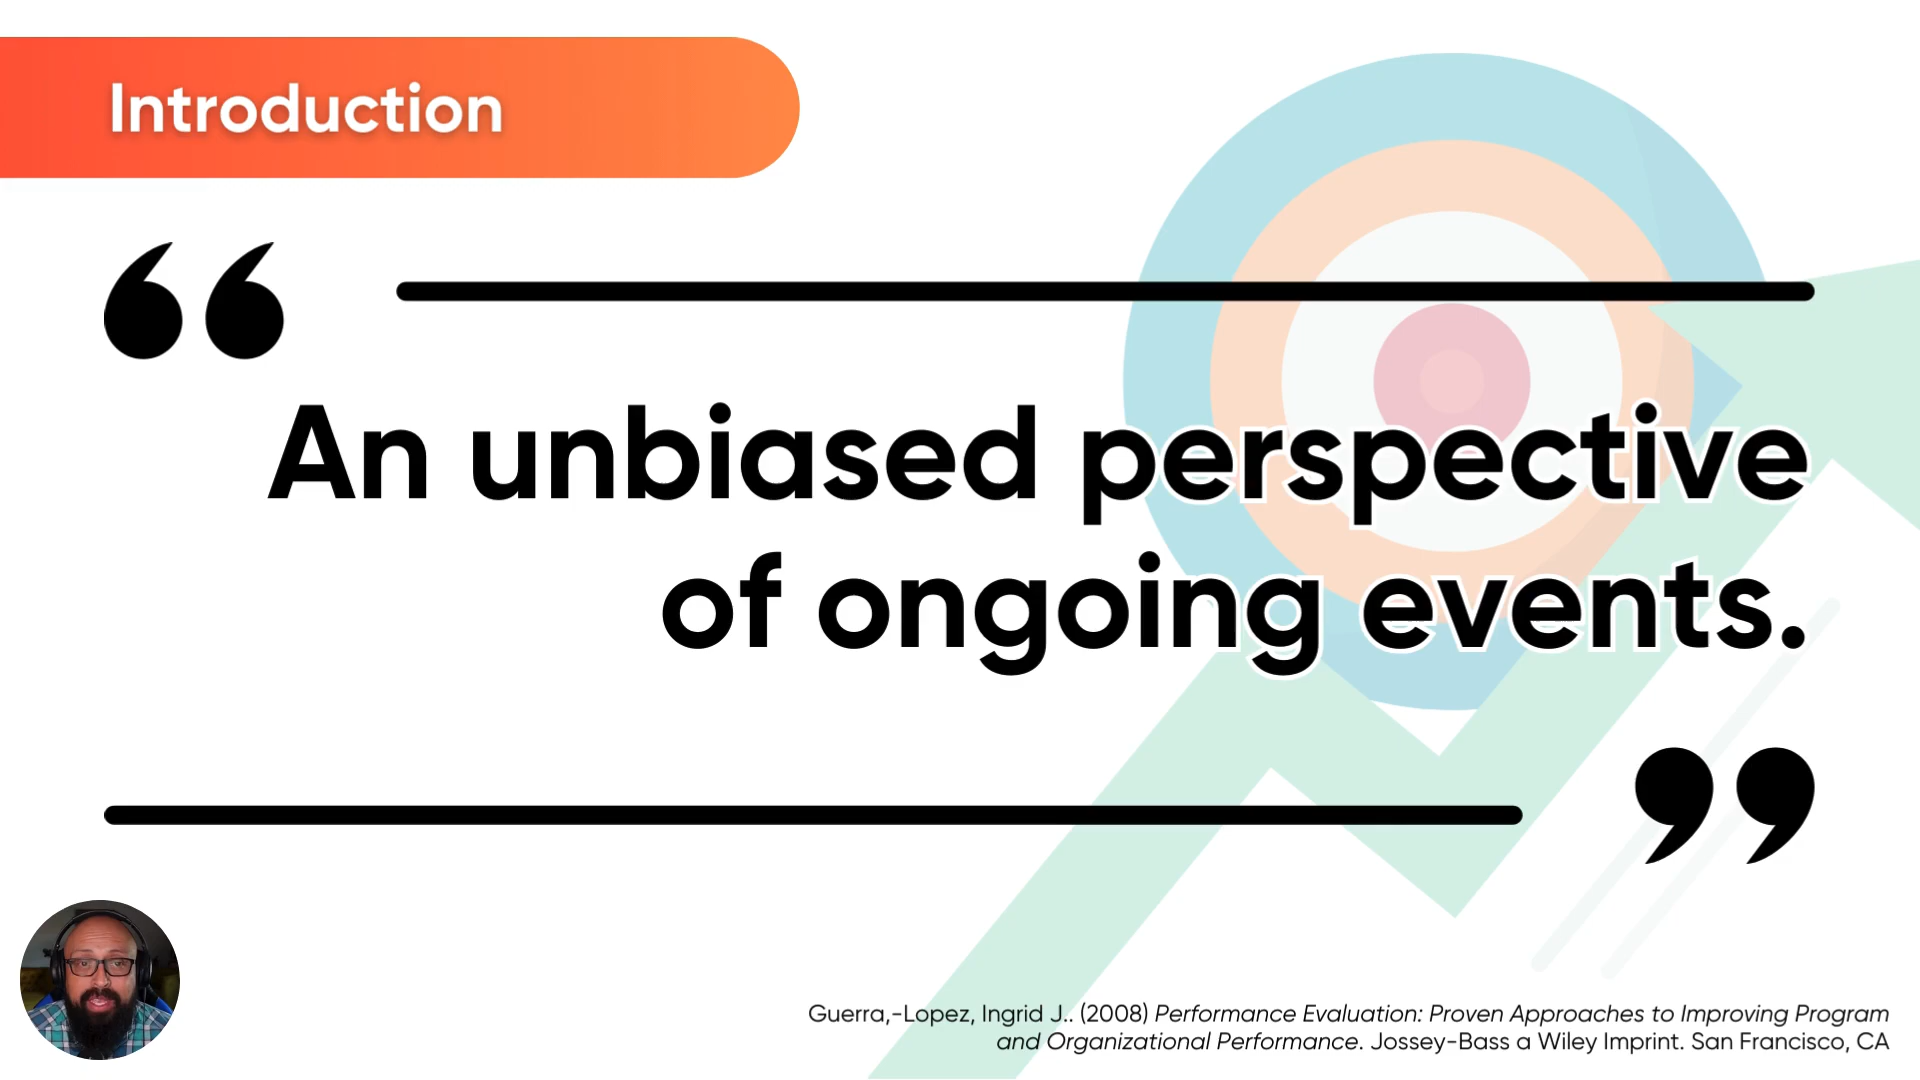 Introduction
“
An unbiased perspective
of ongoing events.
”
Guerra,-Lopez, Ingrid J.. (2008) Performance Evaluation: Proven Approaches to Improving Program
and Organizational Performance. Jossey-Bass a Wiley Imprint. San Francisco, CA